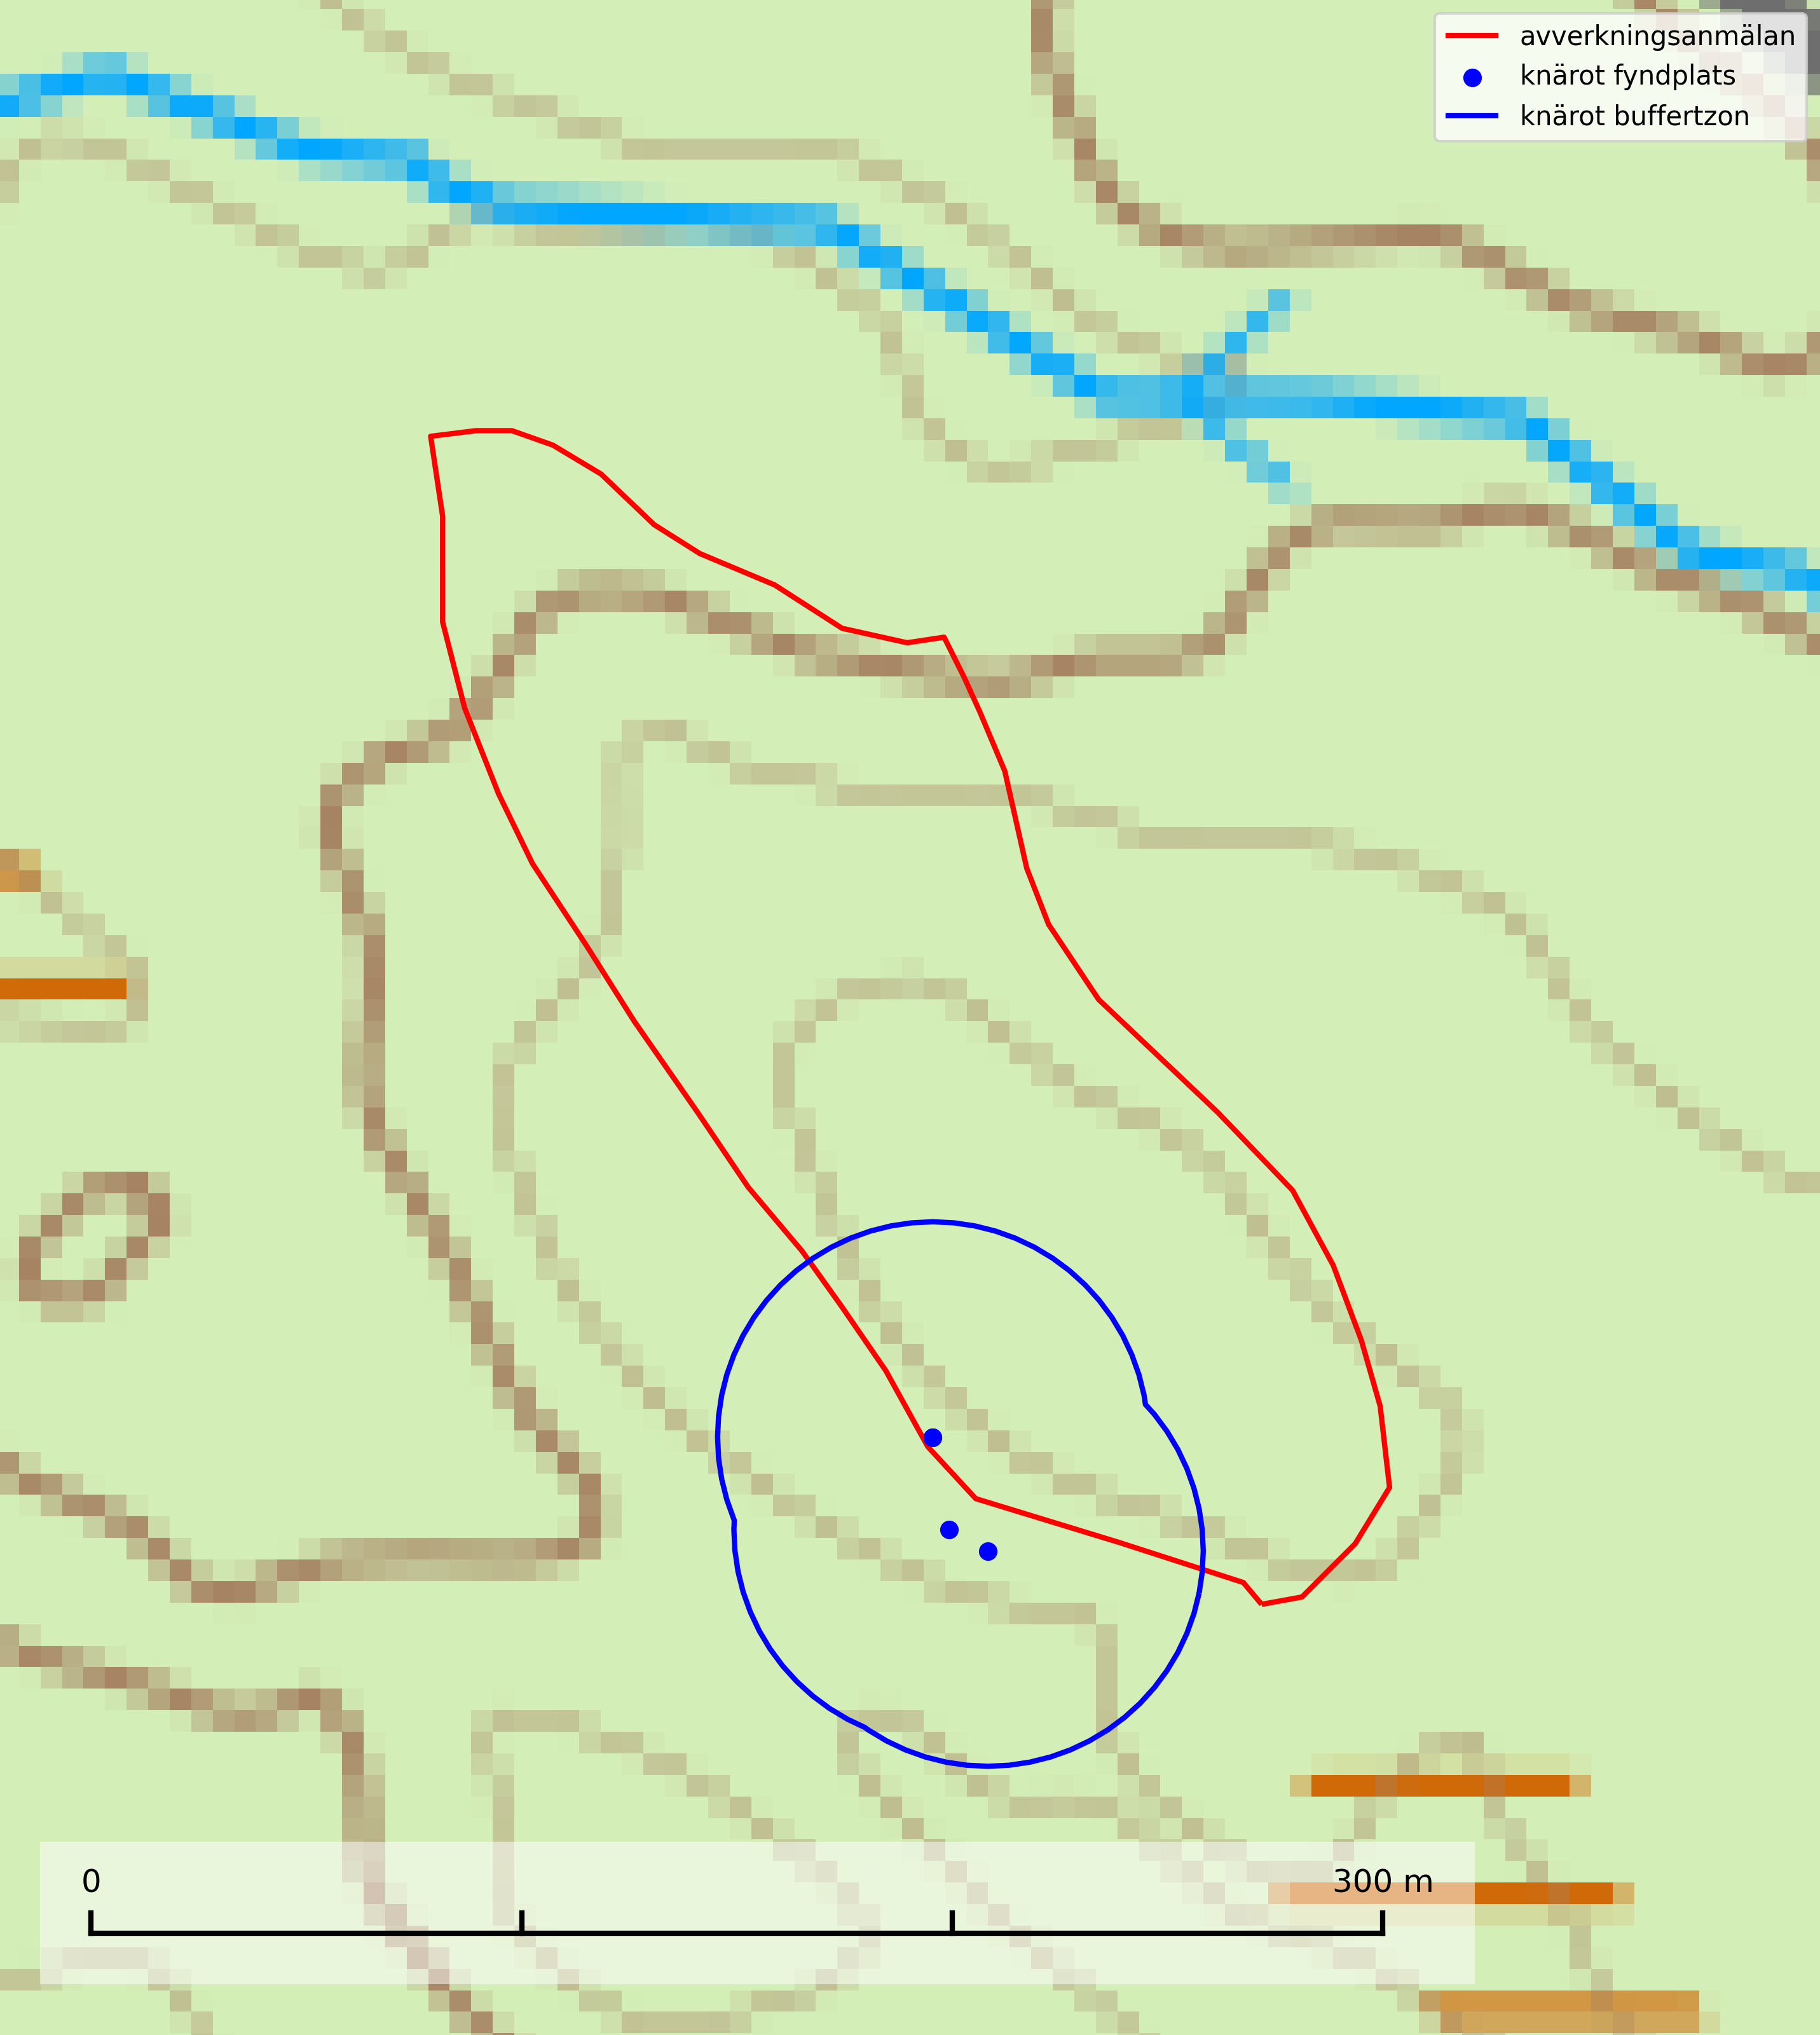 avverkningsanmälan
knärot fyndplats
knärot buffertzon
0
300 m